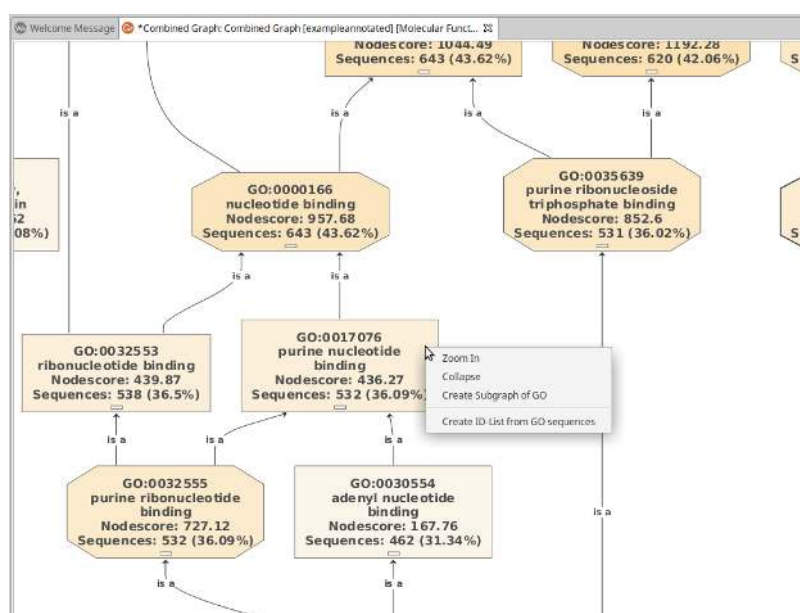 Welcome Message
*Combined Graph: Combined Graph [exampleannotated] [Molecular Funct...
Nodescore: 1044.49
Sequences: 643 (43.62%)
Nodescore: 1192.28
Sequences: 620 (42.06%)
S
is a
is a
is a
is a
GO:0000166
nucleotide binding
Nodescore: 957.68
Sequences: 643 (43.62%)
GO:0035639
purine ribonucleoside
triphosphate binding
Nodescore: 852.6
Sequences: 531 (36.02%)
in
08%)
S
is a
is a
GO:0032553
ribonucleotide binding
Nodescore: 439.87
Sequences: 538 (36.5%)
GO:0017076
purine nucleotide
binding
Nodescore: 436.27
Sequences: 532 (36.09%)
Zoom In
Collapse
Create Subgraph of GO
Create ID-List from GO sequences
is a
is a
is a
is a
GO:0032555
purine ribonucleotide
binding
Nodescore: 727.12
Sequences: 532 (36.09%)
GO:0030554
adenyl nucleotide
binding
Nodescore: 167.76
Sequences: 462 (31.34%)
is a
is a